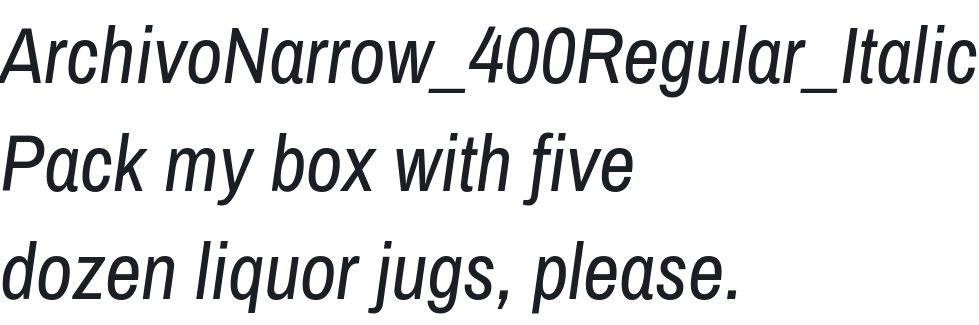 ArchivoNarrow_400Regular_Italic
Pack my box with five
dozen liquor jugs, please.